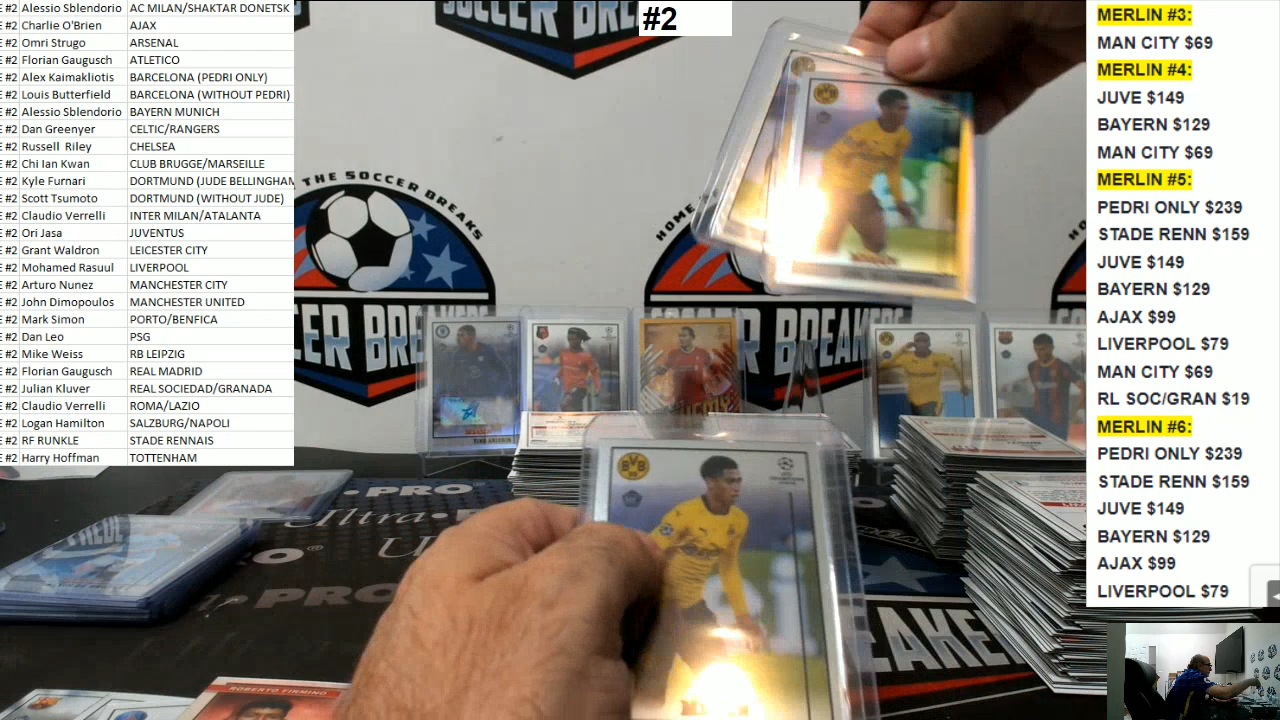 E #2 Alessio Sblendorio AC MILAN/SHAKTAR DONETSK
E #2 Charlie O'Brien AJAX
E #2 Omri Strugo ARSENAL
E #2 Florian Gaugusch ATLETICO
E #2 Alex Kaimakliotis BARCELONA (PEDRI ONLY)
E #2 Louis Butterfield BARCELONA (WITHOUT PEDRI)
E #2 Alessio Sblendorio BAYERN MUNICH
E #2 Dan Greenyer CELTIC/RANGERS
E #2 Russell Riley CHELSEA
E #2 Chi Ian Kwan CLUB BRUGGE/MARSEILLE
E #2 Kyle Furnari DORTMUND (JUDE BELLINGHAM
E #2 Scott Tsumoto DORTMUND (WITHOUT JUDE)
E #2 Claudio Verrelli INTER MILAN/ATALANTA
E #2 Ori Jasa JUVENTUS
E #2 Grant Waldron LEICESTER CITY
E #2 Mohamed Rasuul LIVERPOOL
E #2 Arturo Nunez MANCHESTER CITY
E #2 John Dimopoulos MANCHESTER UNITED
E #2 Mark Simon PORTO/BENFICA
E #2 Dan Leo PSG
E #2 Mike Weiss RB LEIPZIG
E #2 Florian Gaugusch REAL MADRID
E #2 Julian Kluver REAL SOCIEDAD/GRANADA
E #2 Claudio Verrelli ROMA/LAZIO
E #2 Logan Hamilton SALZBURG/NAPOLI
E #2 RF RUNKLE STADE RENNAIS
E #2 Harry Hoffman TOTTENHAM
#2
SOCCER BREAKERS
THE SOCCER BREAKS
CCER BREAKERS
HOME
SOCCER BREAKERS
BVB
BVB
Ultra PRO
PRO
PRO
BREAKER
ROBERTO FIRMINO
MERLIN #3:
MAN CITY $69
MERLIN #4:
JUVE $149
BAYERN $129
MAN CITY $69
MERLIN #5:
PEDRI ONLY $239
STADE RENN $159
JUVE $149
BAYERN $129
AJAX $99
LIVERPOOL $79
MAN CITY $69
RL SOC/GRAN $19
MERLIN #6:
PEDRI ONLY $239
STADE RENN $159
JUVE $149
BAYERN $129
AJAX $99
LIVERPOOL $79